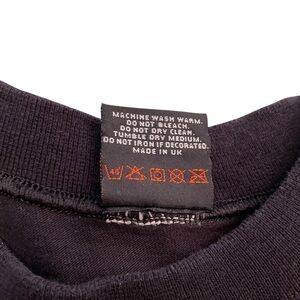 MACHINE WASH WARM.
DO NOT BLEACH.
DO NOT DRY CLEAN.
TUMBLE DRY MEDIUM.
DO NOT IRON IF DECORATED.
MADE IN UK
40